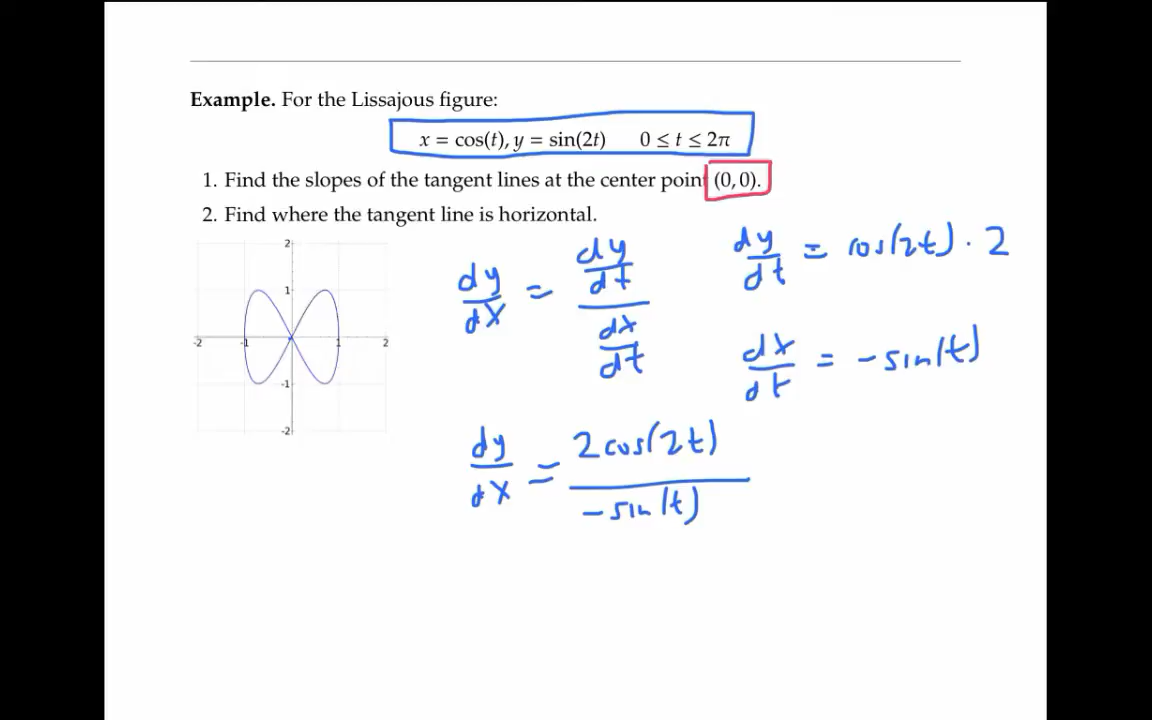 Example. For the Lissajous figure:
x = cos(t), y = sin(2t) 0 ≤ t ≤ 2π
1. Find the slopes of the tangent lines at the center point (0, 0).
2. Find where the tangent line is horizontal.
2
1
-2 -1 1 2
-1
-2
dy/dx = (dy/dt)/(dx/dt)
dy/dt = cos(2t) · 2
dx/dt = -sin(t)
dy/dx = 2cos(2t)/-sin(t)